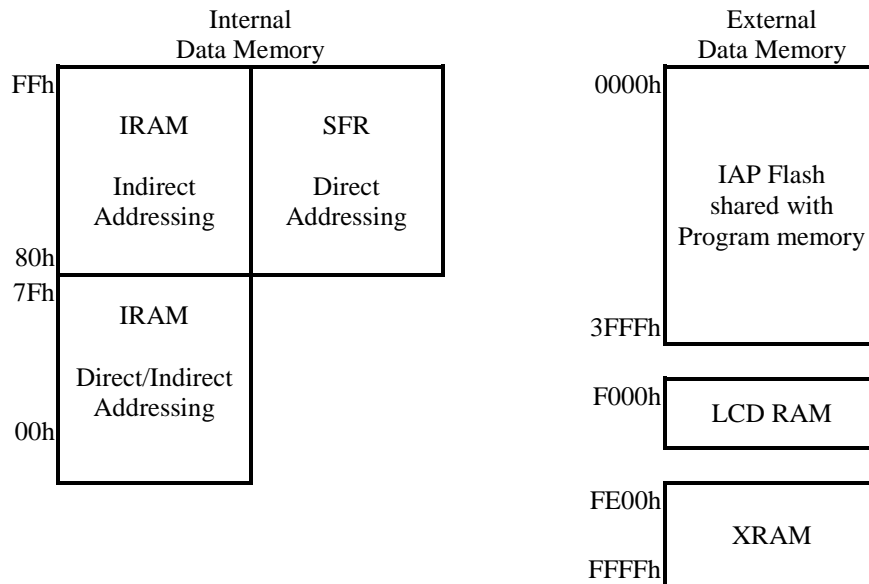 Internal
Data Memory
FFh
IRAM
Indirect
Addressing
SFR
Direct
Addressing
80h
7Fh
IRAM
Direct/Indirect
Addressing
00h
External
Data Memory
0000h
IAP Flash
shared with
Program memory
3FFFh
F000h
LCD RAM
FE00h
XRAM
FFFFh